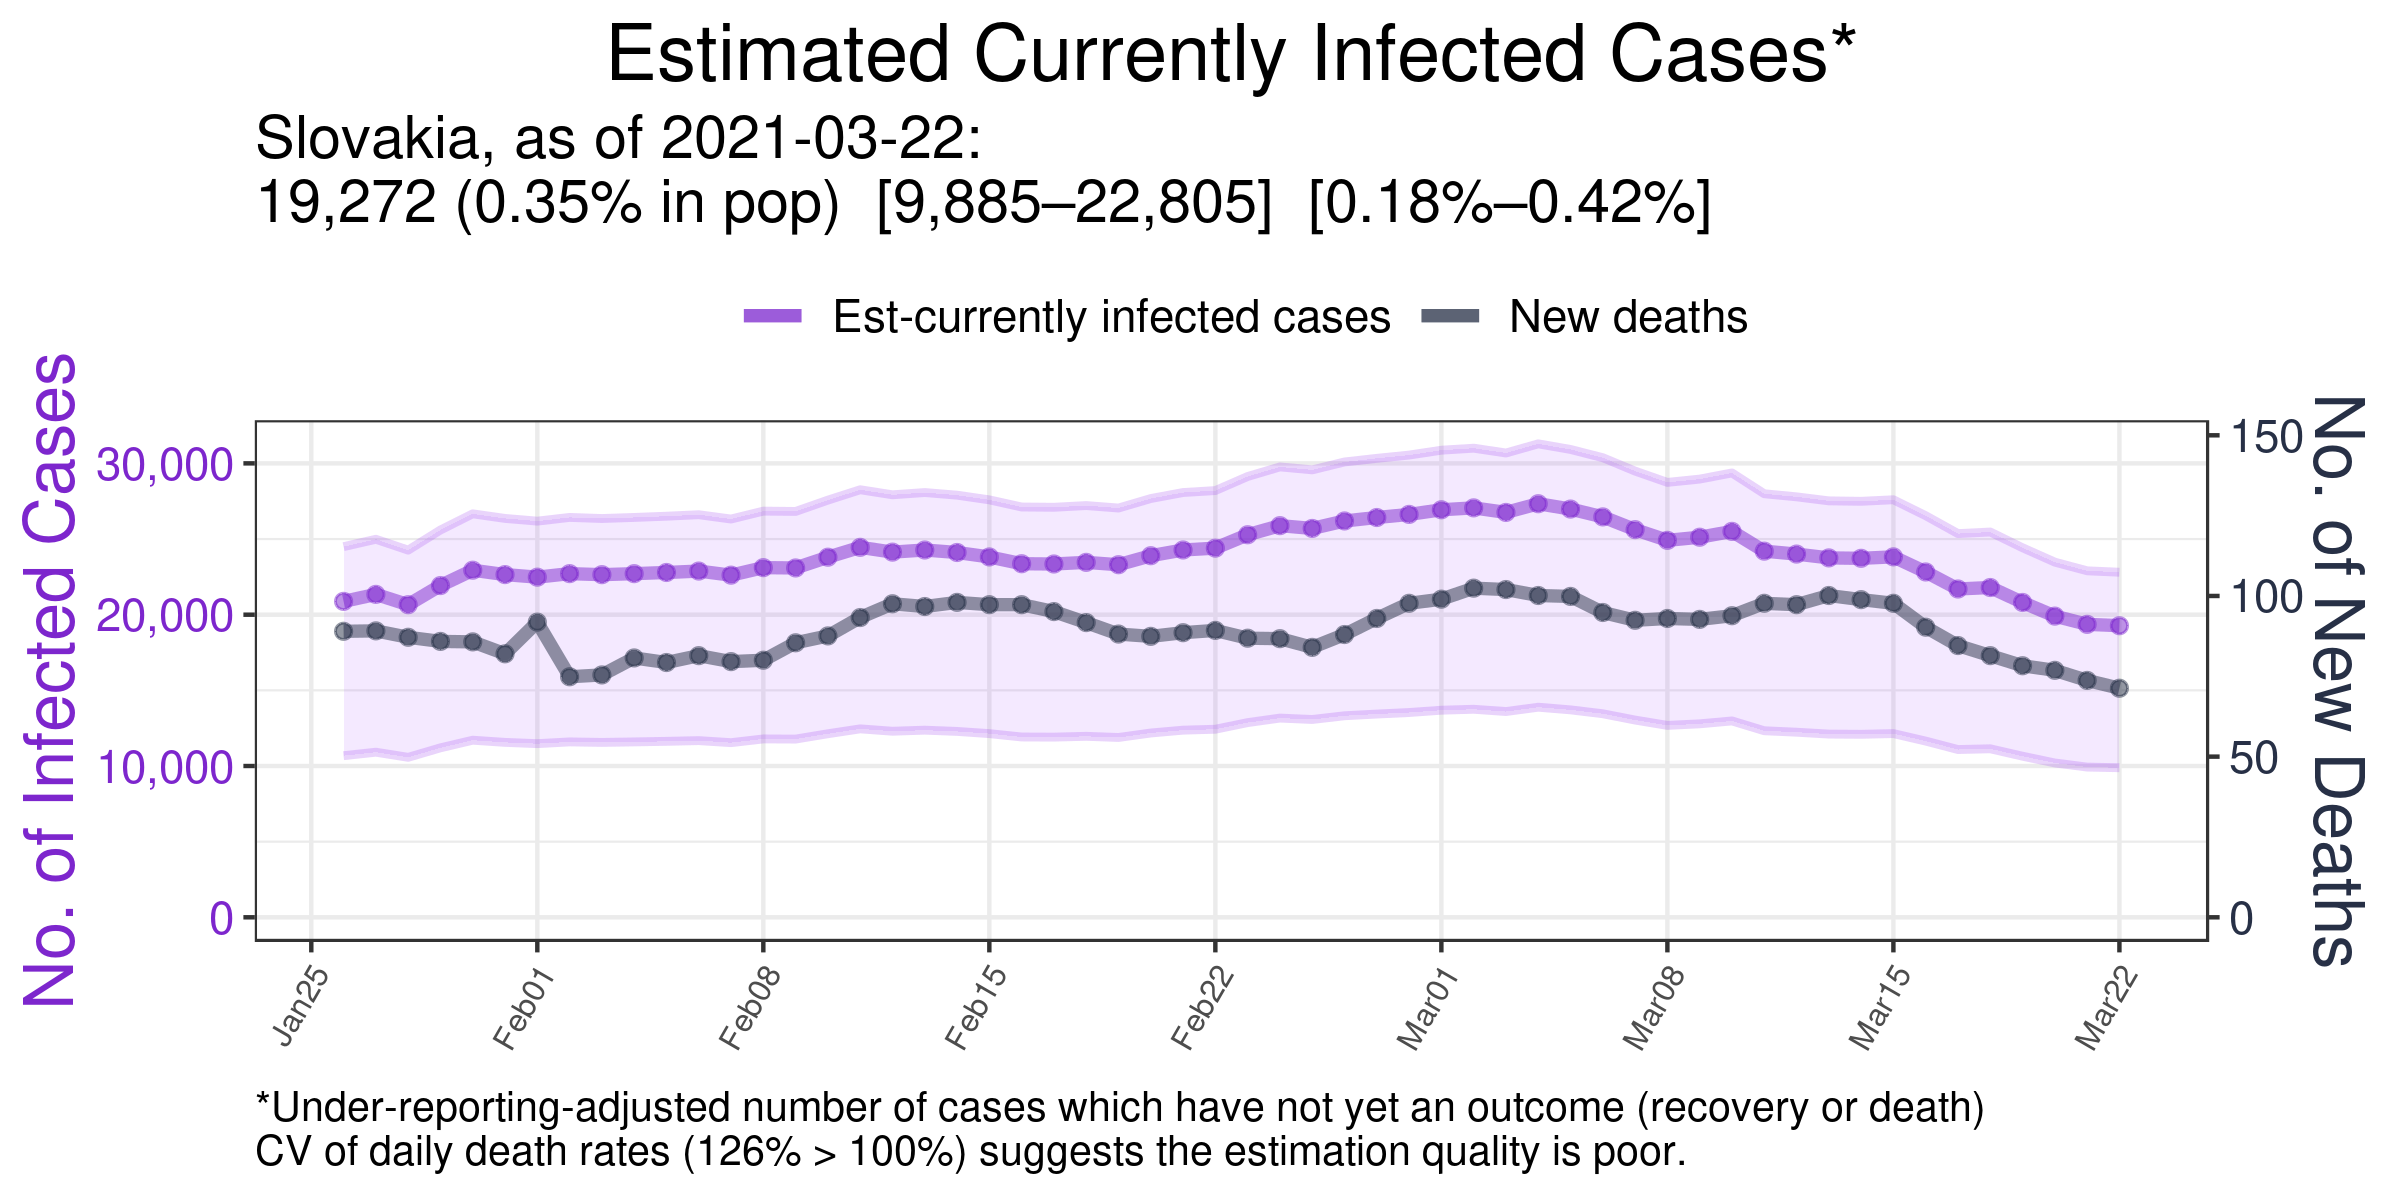 Estimated Currently Infected Cases*
Slovakia, as of 2021-03-22:
19,272 (0.35% in pop)  [9,885–22,805]  [0.18%–0.42%]
Est-currently infected cases
New deaths
No. of Infected Cases
30,000
20,000
10,000
0
150
100
50
0
No. of New Deaths
Jan25
Feb01
Feb08
Feb15
Feb22
Mar01
Mar08
Mar15
Mar22
*Under-reporting-adjusted number of cases which have not yet an outcome (recovery or death)
CV of daily death rates (126% > 100%) suggests the estimation quality is poor.